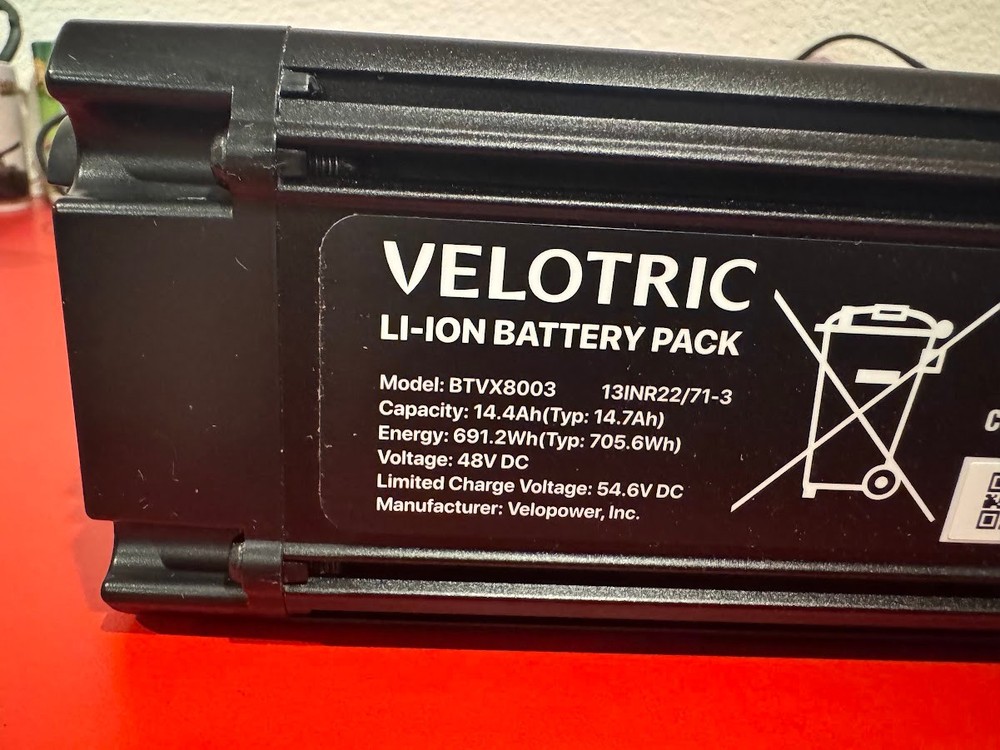 VELOTRIC
LI-ION BATTERY PACK
Model: BTVX8003 13INR22/71-3
Capacity: 14.4Ah(Typ: 14.7Ah)
Energy: 691.2Wh(Typ: 705.6Wh)
Voltage: 48V DC
Limited Charge Voltage: 54.6V DC
Manufacturer: Velopower, Inc.
C